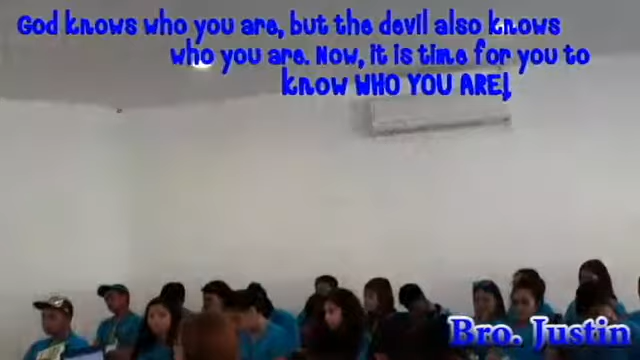 God knows who you are, but the devil also knows
who you are. Now, it is time for you to
know WHO YOU ARE!
Bro. Justin